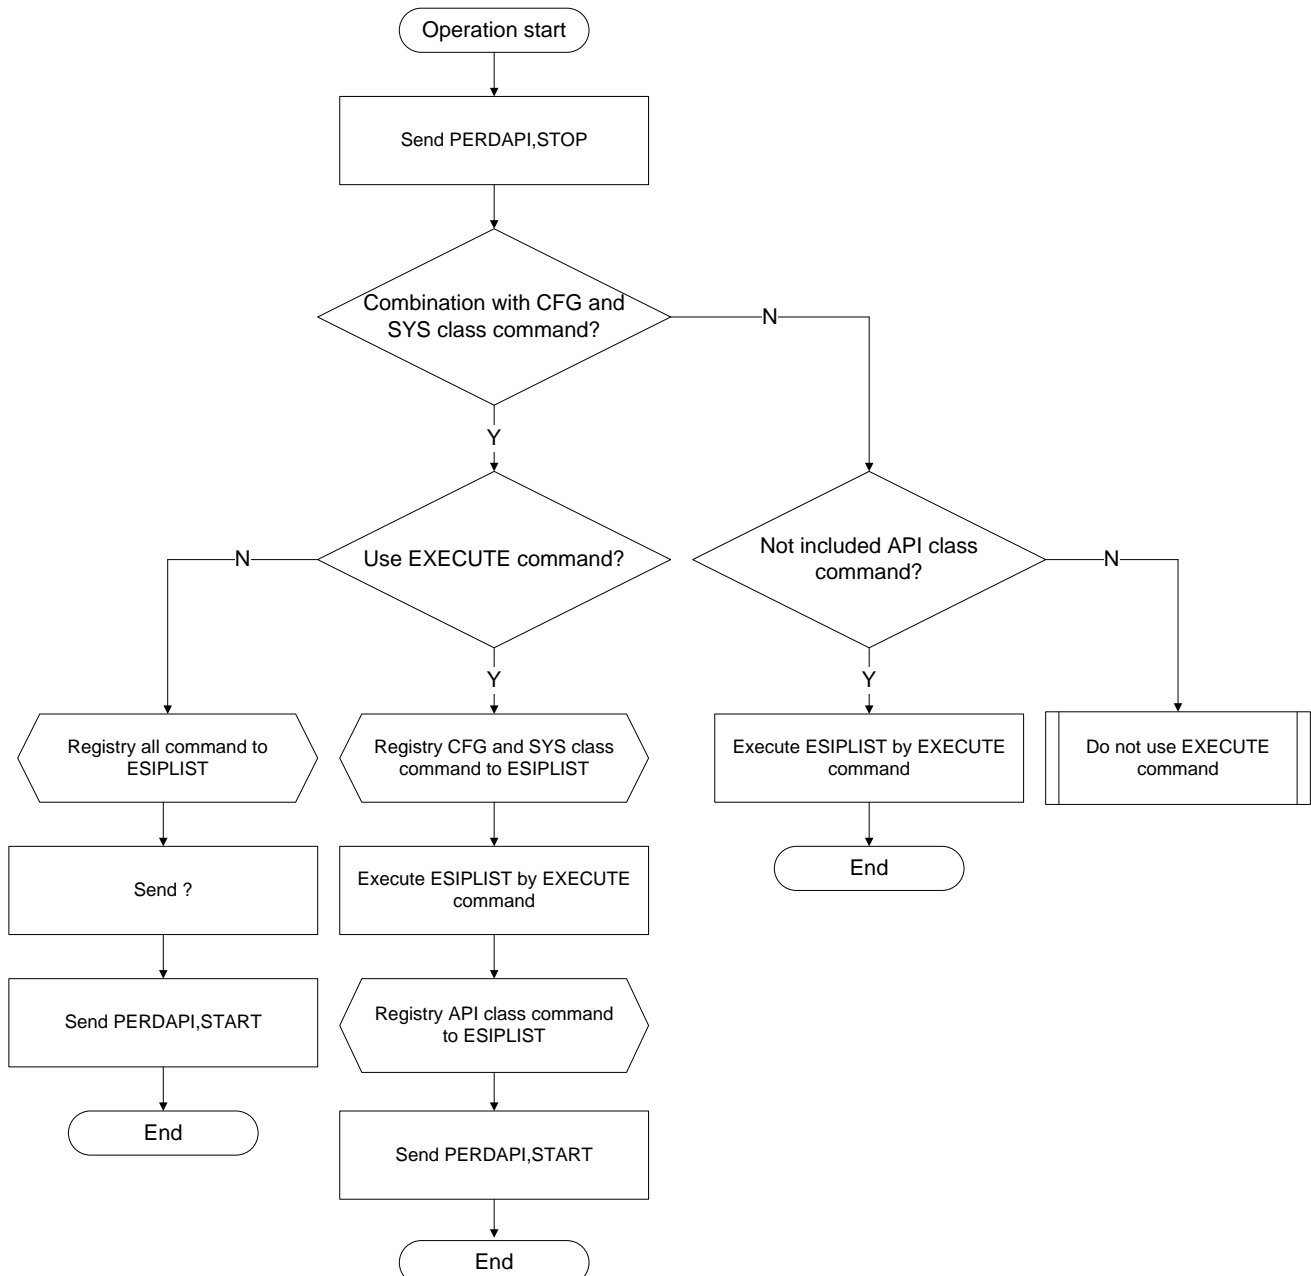 Operation start
Send PERDAPI,STOP
Combination with CFG and
SYS class command?
N
Y
Use EXECUTE command?
N
Not included API class
command?
N
Y
Y
Registry all command to
ESIPLIST
Registry CFG and SYS class
command to ESIPLIST
Execute ESIPLIST by EXECUTE
command
Do not use EXECUTE
command
Send ?
Execute ESIPLIST by EXECUTE
command
End
Send PERDAPI,START
Registry API class command
to ESIPLIST
End
Send PERDAPI,START
End